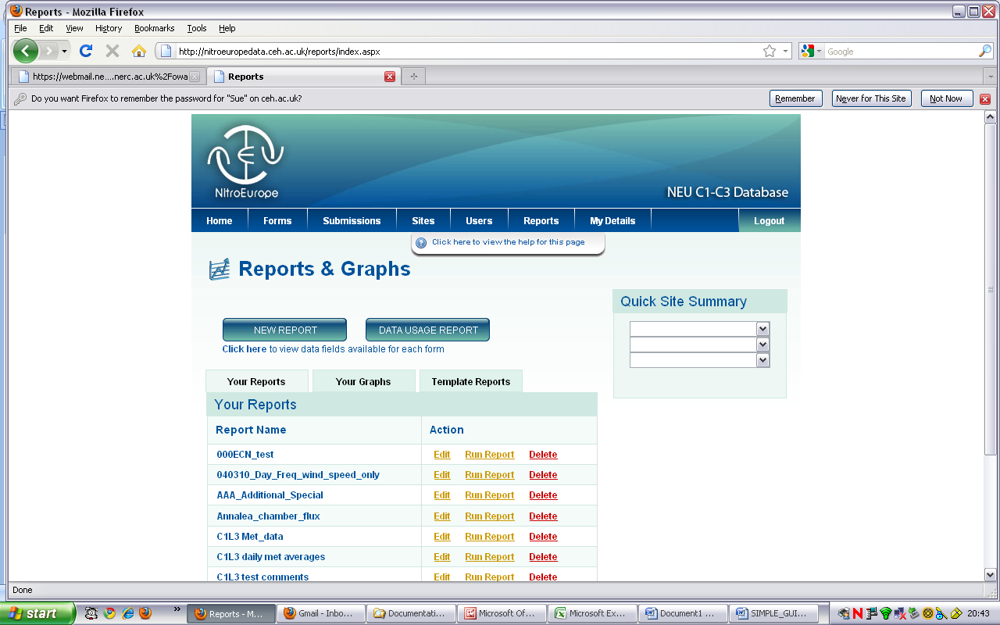 Reports - Mozilla Firefox
File Edit View History Bookmarks Tools Help
http://nitroeuropedata.ceh.ac.uk/reports/index.aspx
Google
https://webmail.ne....nerc.ac.uk%2Fowa
Reports
Do you want Firefox to remember the password for "Sue" on ceh.ac.uk?
Remember
Never for This Site
Not Now
NitroEurope
NEU C1-C3 Database
Home Forms Submissions Sites Users Reports My Details Logout
Click here to view the help for this page
Reports & Graphs
Quick Site Summary
NEW REPORT
DATA USAGE REPORT
Click here to view data fields available for each form
Your Reports Your Graphs Template Reports
Your Reports
Report Name Action
000ECN_test Edit Run Report Delete
040310_Day_Freq_wind_speed_only Edit Run Report Delete
AAA_Additional_Special Edit Run Report Delete
Annalea_chamber_flux Edit Run Report Delete
C1L3 Met_data Edit Run Report Delete
C1L3 daily met averages Edit Run Report Delete
C1L3 test comments Edit Run Report Delete
Done
start
Reports - M...
Gmail - Inbo...
Documentati...
Microsoft Of...
Microsoft Ex...
Document1 ...
SIMPLE_GUI...
20:43